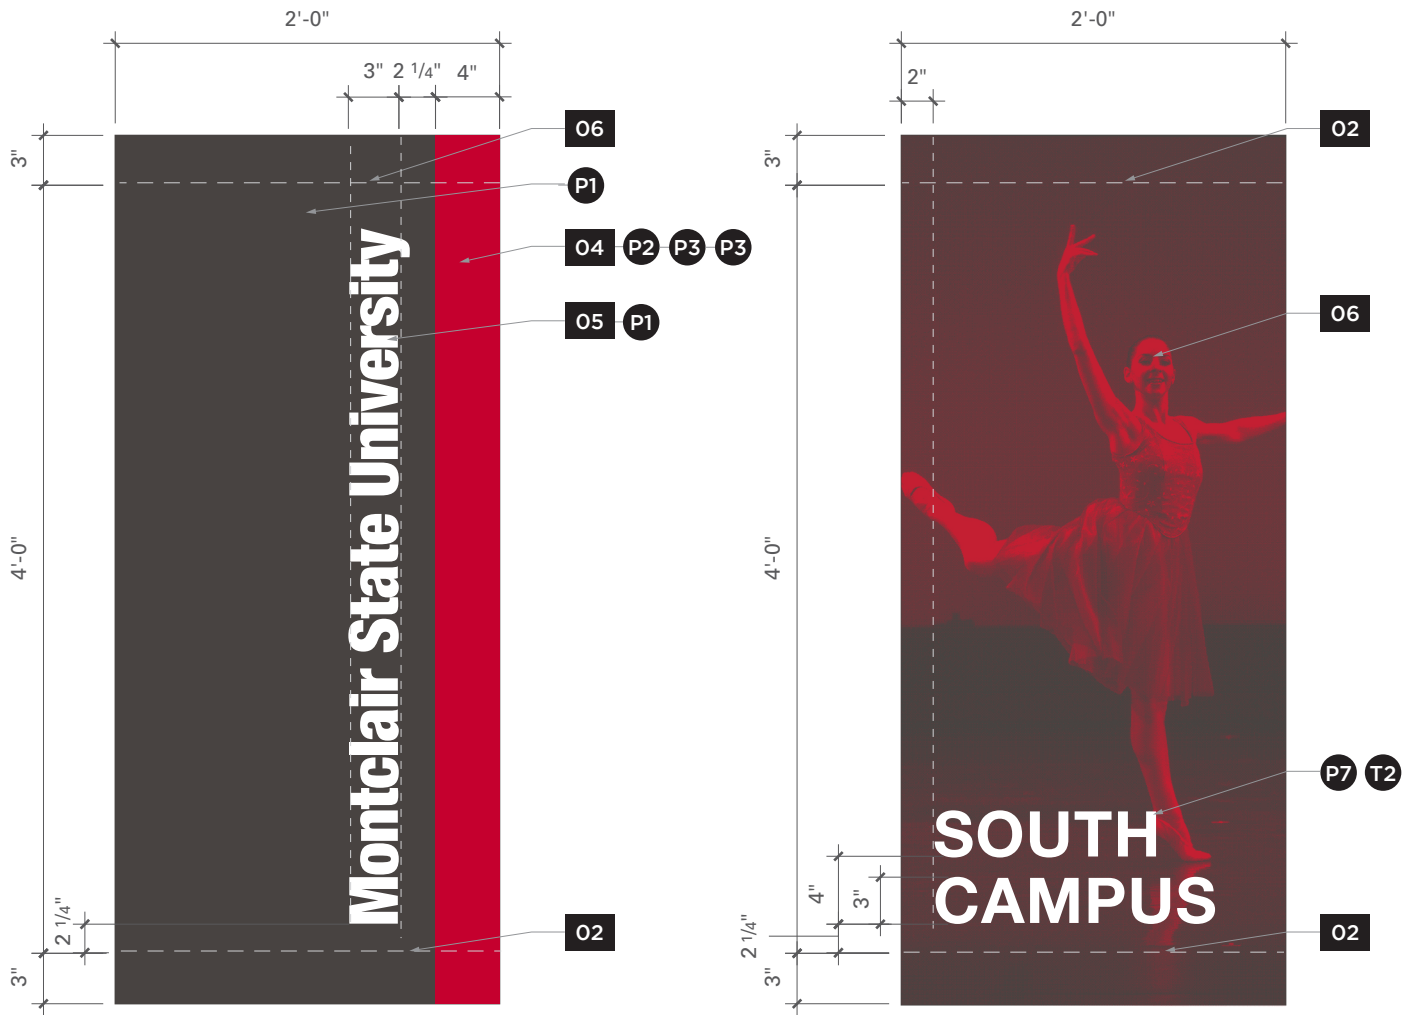 2'-0"
3" 2 1/4" 4"
3"
06
P1
04 P2 P3 P3
05 P1
4'-0"
Montclair State University
2 1/4"
02
3"
2'-0"
2"
02
3"
06
4'-0"
P7 T2
SOUTH
CAMPUS
4"
3"
2 1/4"
02
3"